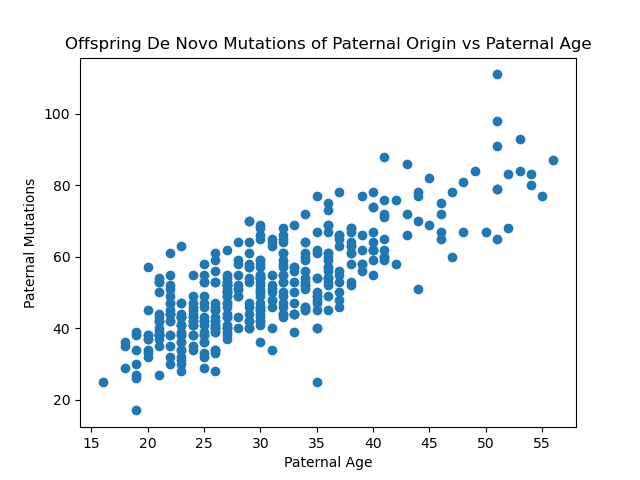 Offspring De Novo Mutations of Paternal Origin vs Paternal Age
Paternal Mutations
100
80
60
40
20
15 20 25 30 35 40 45 50 55
Paternal Age